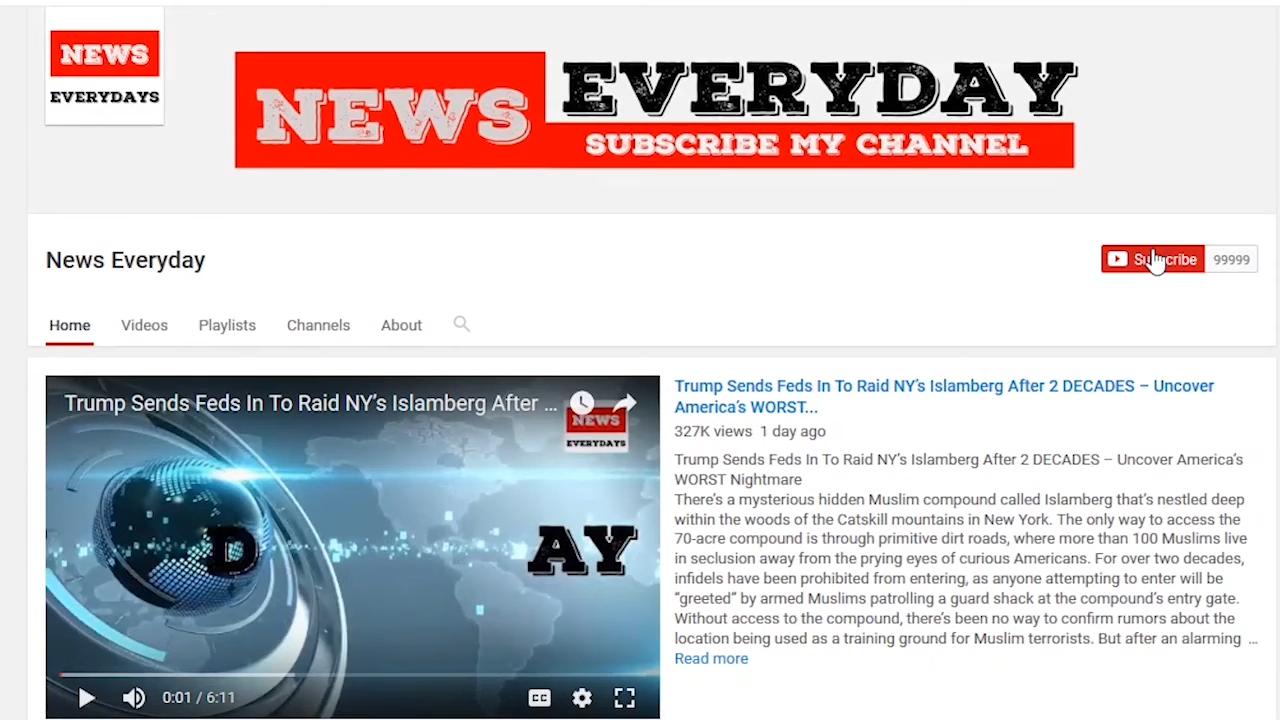 NEWS
EVERYDAYS
NEWS
EVERYDAY
SUBSCRIBE MY CHANNEL
News Everyday
Subscribe 99999
Home Videos Playlists Channels About
Trump Sends Feds In To Raid NY's Islamberg After ...
NEWS
EVERYDAYS
D AY
0:01 / 6:11
CC
Trump Sends Feds In To Raid NY's Islamberg After 2 DECADES – Uncover
America's WORST...
327K views 1 day ago
Trump Sends Feds In To Raid NY's Islamberg After 2 DECADES – Uncover America's
WORST Nightmare
There's a mysterious hidden Muslim compound called Islamberg that's nestled deep
within the woods of the Catskill mountains in New York. The only way to access the
70-acre compound is through primitive dirt roads, where more than 100 Muslims live
in seclusion away from the prying eyes of curious Americans. For over two decades,
infidels have been prohibited from entering, as anyone attempting to enter will be
“greeted” by armed Muslims patrolling a guard shack at the compound's entry gate.
Without access to the compound, there's been no way to confirm rumors about the
location being used as a training ground for Muslim terrorists. But after an alarming ...
Read more